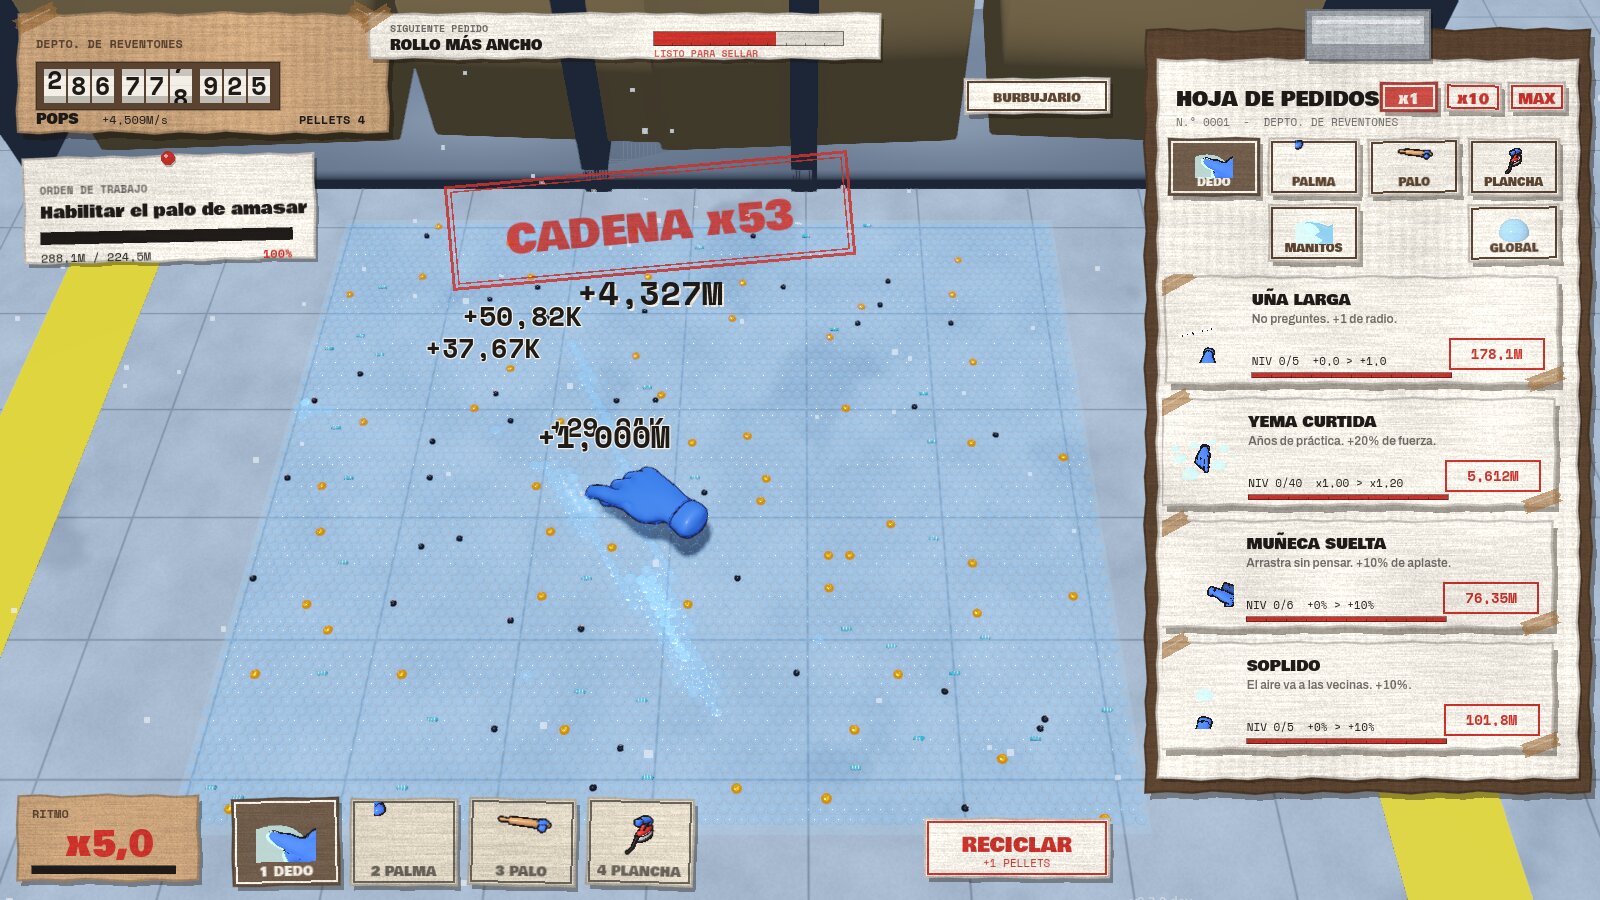 DEPTO. DE REVENTONES
286 778 925
POPS +4,509M/s PELLETS 4
SIGUIENTE PEDIDO
ROLLO MÁS ANCHO
LISTO PARA SELLAR
BURBUJARIO
ORDEN DE TRABAJO
Habilitar el palo de amasar
288,1M / 224,5M 100%
CADENA x53
+4,327M
+50,82K
+37,67K
+1,000M
HOJA DE PEDIDOS x1 x10 MAX
N.° 0001 - DEPTO. DE REVENTONES
DEDO PALMA PALO PLANCHA
MANITOS GLOBAL
UÑA LARGA
No preguntes. +1 de radio.
NIV 0/5 +0,0 > +1,0 178,1M
YEMA CURTIDA
Años de práctica. +20% de fuerza.
NIV 0/40 x1,00 > x1,20 5,612M
MUÑECA SUELTA
Arrastra sin pensar. +10% de aplaste.
NIV 0/6 +0% > +10% 76,35M
SOPLIDO
El aire va a las vecinas. +10%.
NIV 0/5 +0% > +10% 101,8M
RITMO
x5,0
1 DEDO 2 PALMA 3 PALO 4 PLANCHA
RECICLAR
+1 PELLETS